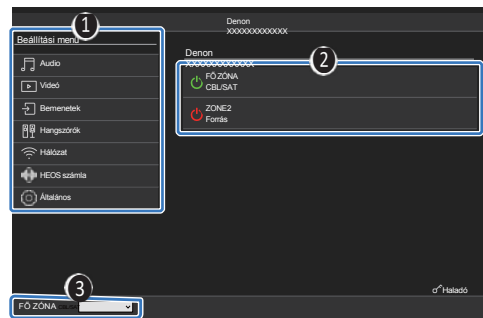 Denon
XXXXXXXXXXXX
1
Beállítási menü
Audio
Videó
Bemenetek
Hangszórók
Hálózat
HEOS számla
Általános
Denon
XXXXXXXXXXXX
2
FŐ ZÓNA
CBL/SAT
ZONE2
Forrás
Haladó
3
FŐ ZÓNA